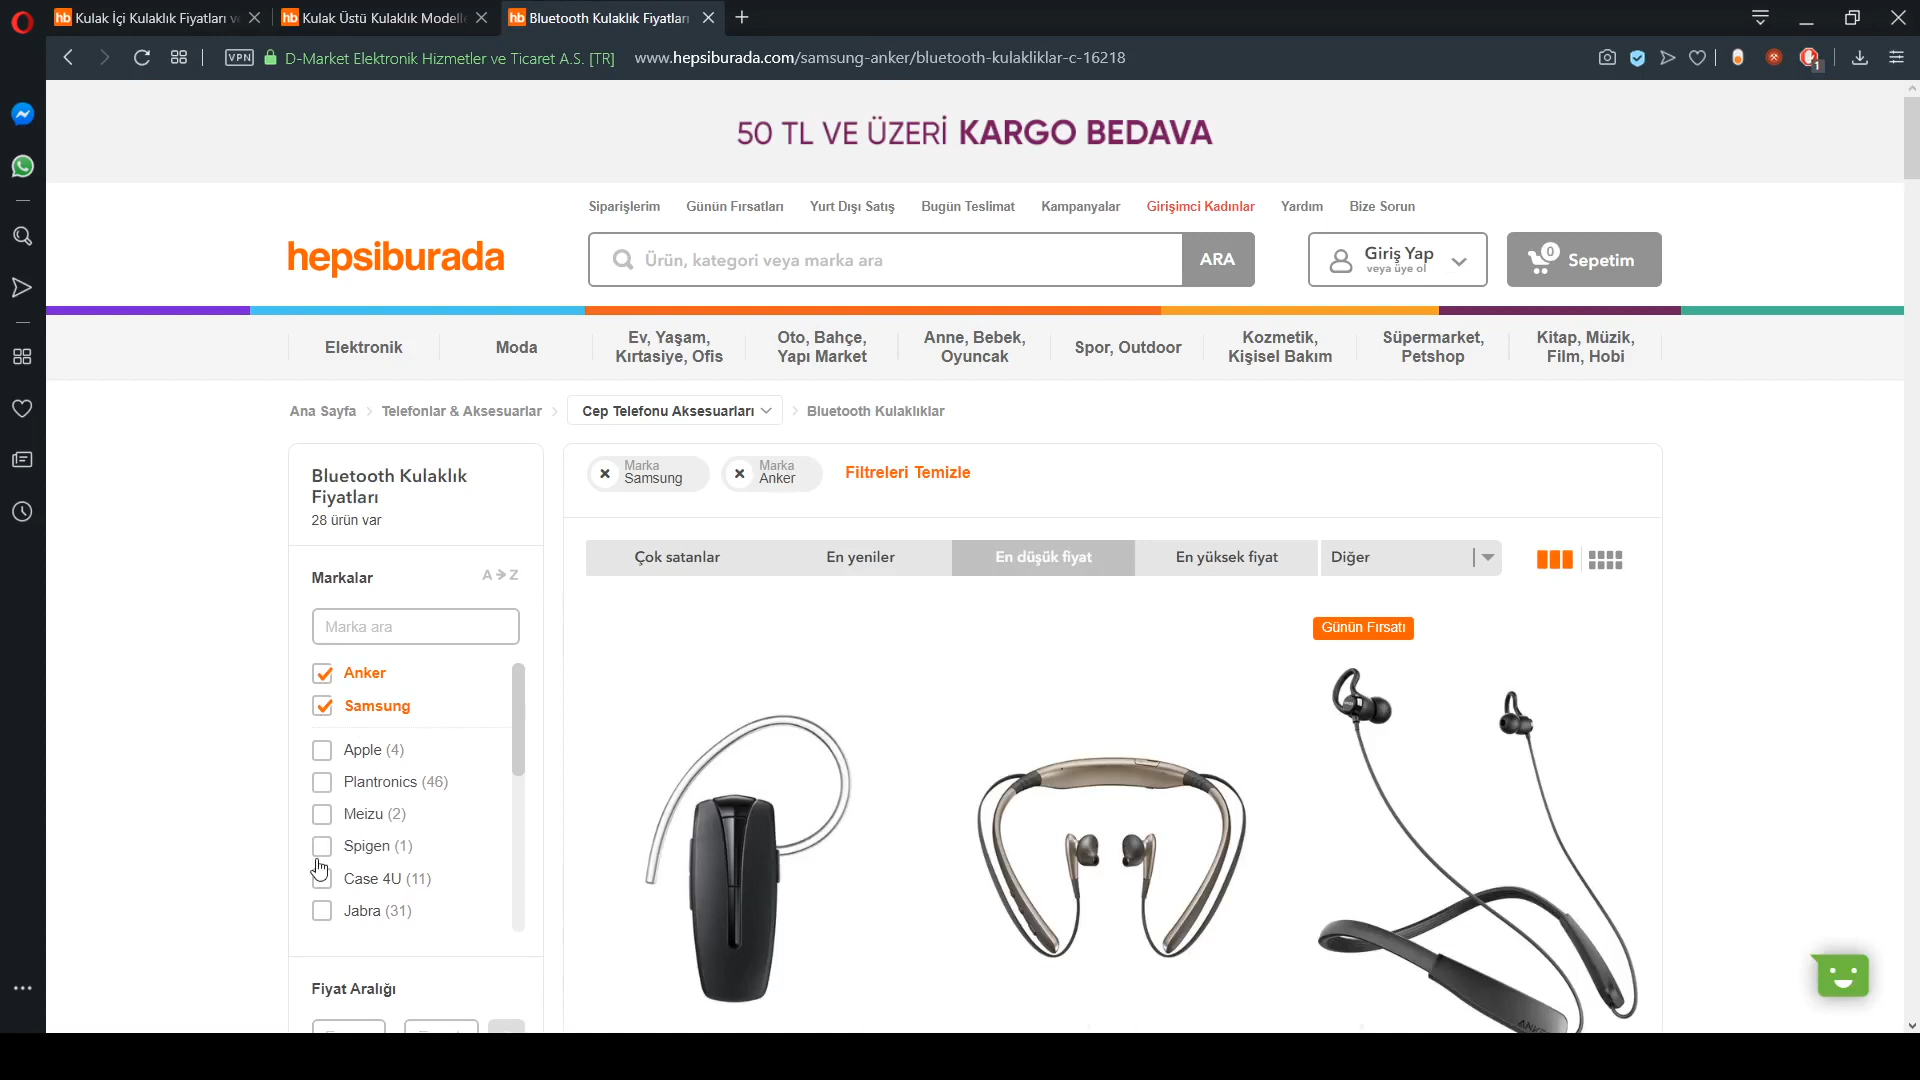 Kulak İçi Kulaklık Fiyatları v
Kulak Üstü Kulaklık Modelle
Bluetooth Kulaklık Fiyatları
VPN
D-Market Elektronik Hizmetler ve Ticaret A.S. [TR]
www.hepsiburada.com/samsung-anker/bluetooth-kulakliklar-c-16218
1
50 TL VE ÜZERİ KARGO BEDAVA
Siparişlerim
Günün Fırsatları
Yurt Dışı Satış
Bugün Teslimat
Kampanyalar
Girişimci Kadınlar
Yardım
Bize Sorun
hepsiburada
Ürün, kategori veya marka ara
ARA
Giriş Yap
veya üye ol
0
Sepetim
Elektronik
Moda
Ev, Yaşam,
Kırtasiye, Ofis
Oto, Bahçe,
Yapı Market
Anne, Bebek,
Oyuncak
Spor, Outdoor
Kozmetik,
Kişisel Bakım
Süpermarket,
Petshop
Kitap, Müzik,
Film, Hobi
Ana Sayfa
Telefonlar & Aksesuarlar
Cep Telefonu Aksesuarları
Bluetooth Kulaklıklar
Bluetooth Kulaklık
Fiyatları
28 ürün var
Marka
Samsung
Marka
Anker
Filtreleri Temizle
Çok satanlar
En yeniler
En düşük fiyat
En yüksek fiyat
Diğer
Markalar
A Z
Marka ara
Anker
Samsung
Apple (4)
Plantronics (46)
Meizu (2)
Spigen (1)
Case 4U (11)
Jabra (31)
Fiyat Aralığı
Günün Fırsatı